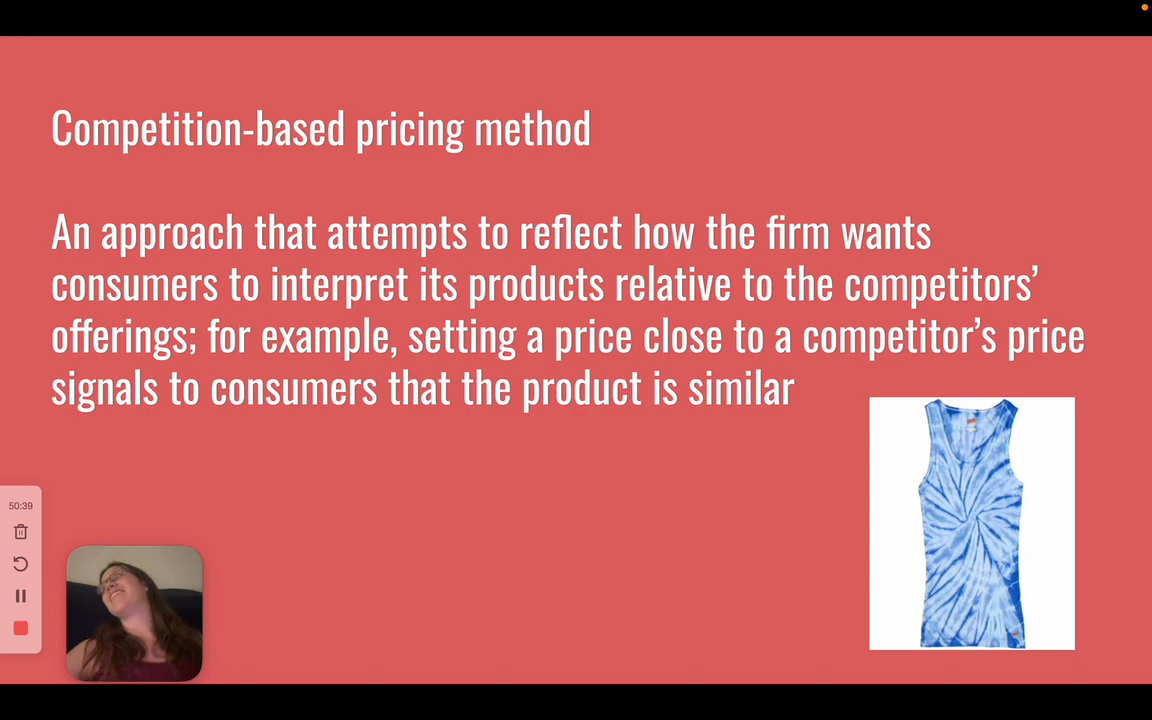 Competition-based pricing method
An approach that attempts to reflect how the firm wants
consumers to interpret its products relative to the competitors’
offerings; for example, setting a price close to a competitor’s price
signals to consumers that the product is similar
50:39